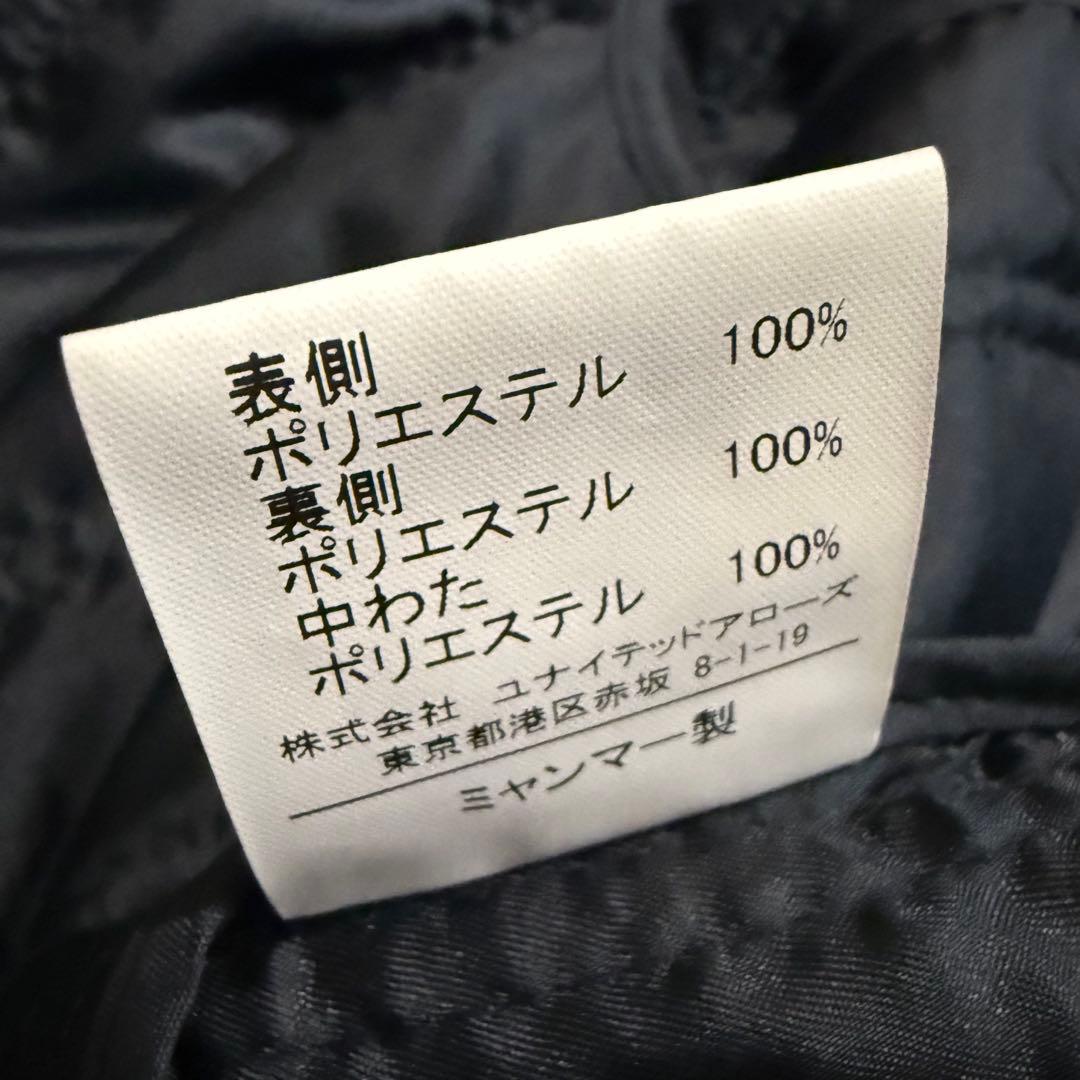 表側
ポリエステル 100%
裏側
ポリエステル 100%
中わた
ポリエステル 100%
株式会社 ユナイテッドアローズ
東京都港区赤坂 8-1-19
ミャンマー製